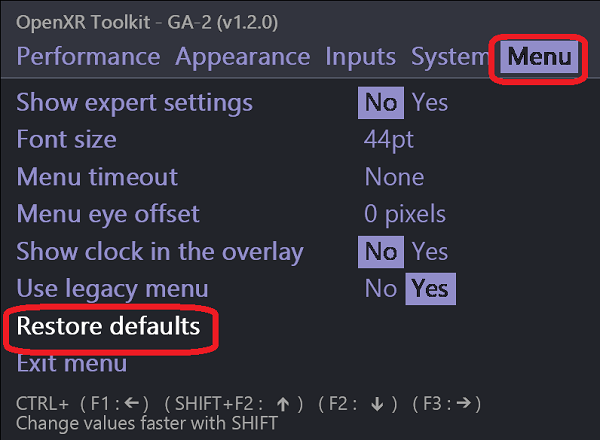 OpenXR Toolkit - GA-2 (v1.2.0)
Performance Appearance Inputs System Menu
Show expert settings No Yes
Font size 44pt
Menu timeout None
Menu eye offset 0 pixels
Show clock in the overlay No Yes
Use legacy menu No Yes
Restore defaults
Exit menu
CTRL+ ( F1 : ← ) ( SHIFT+F2 : ↑ ) ( F2 : ↓ ) ( F3 : → )
Change values faster with SHIFT